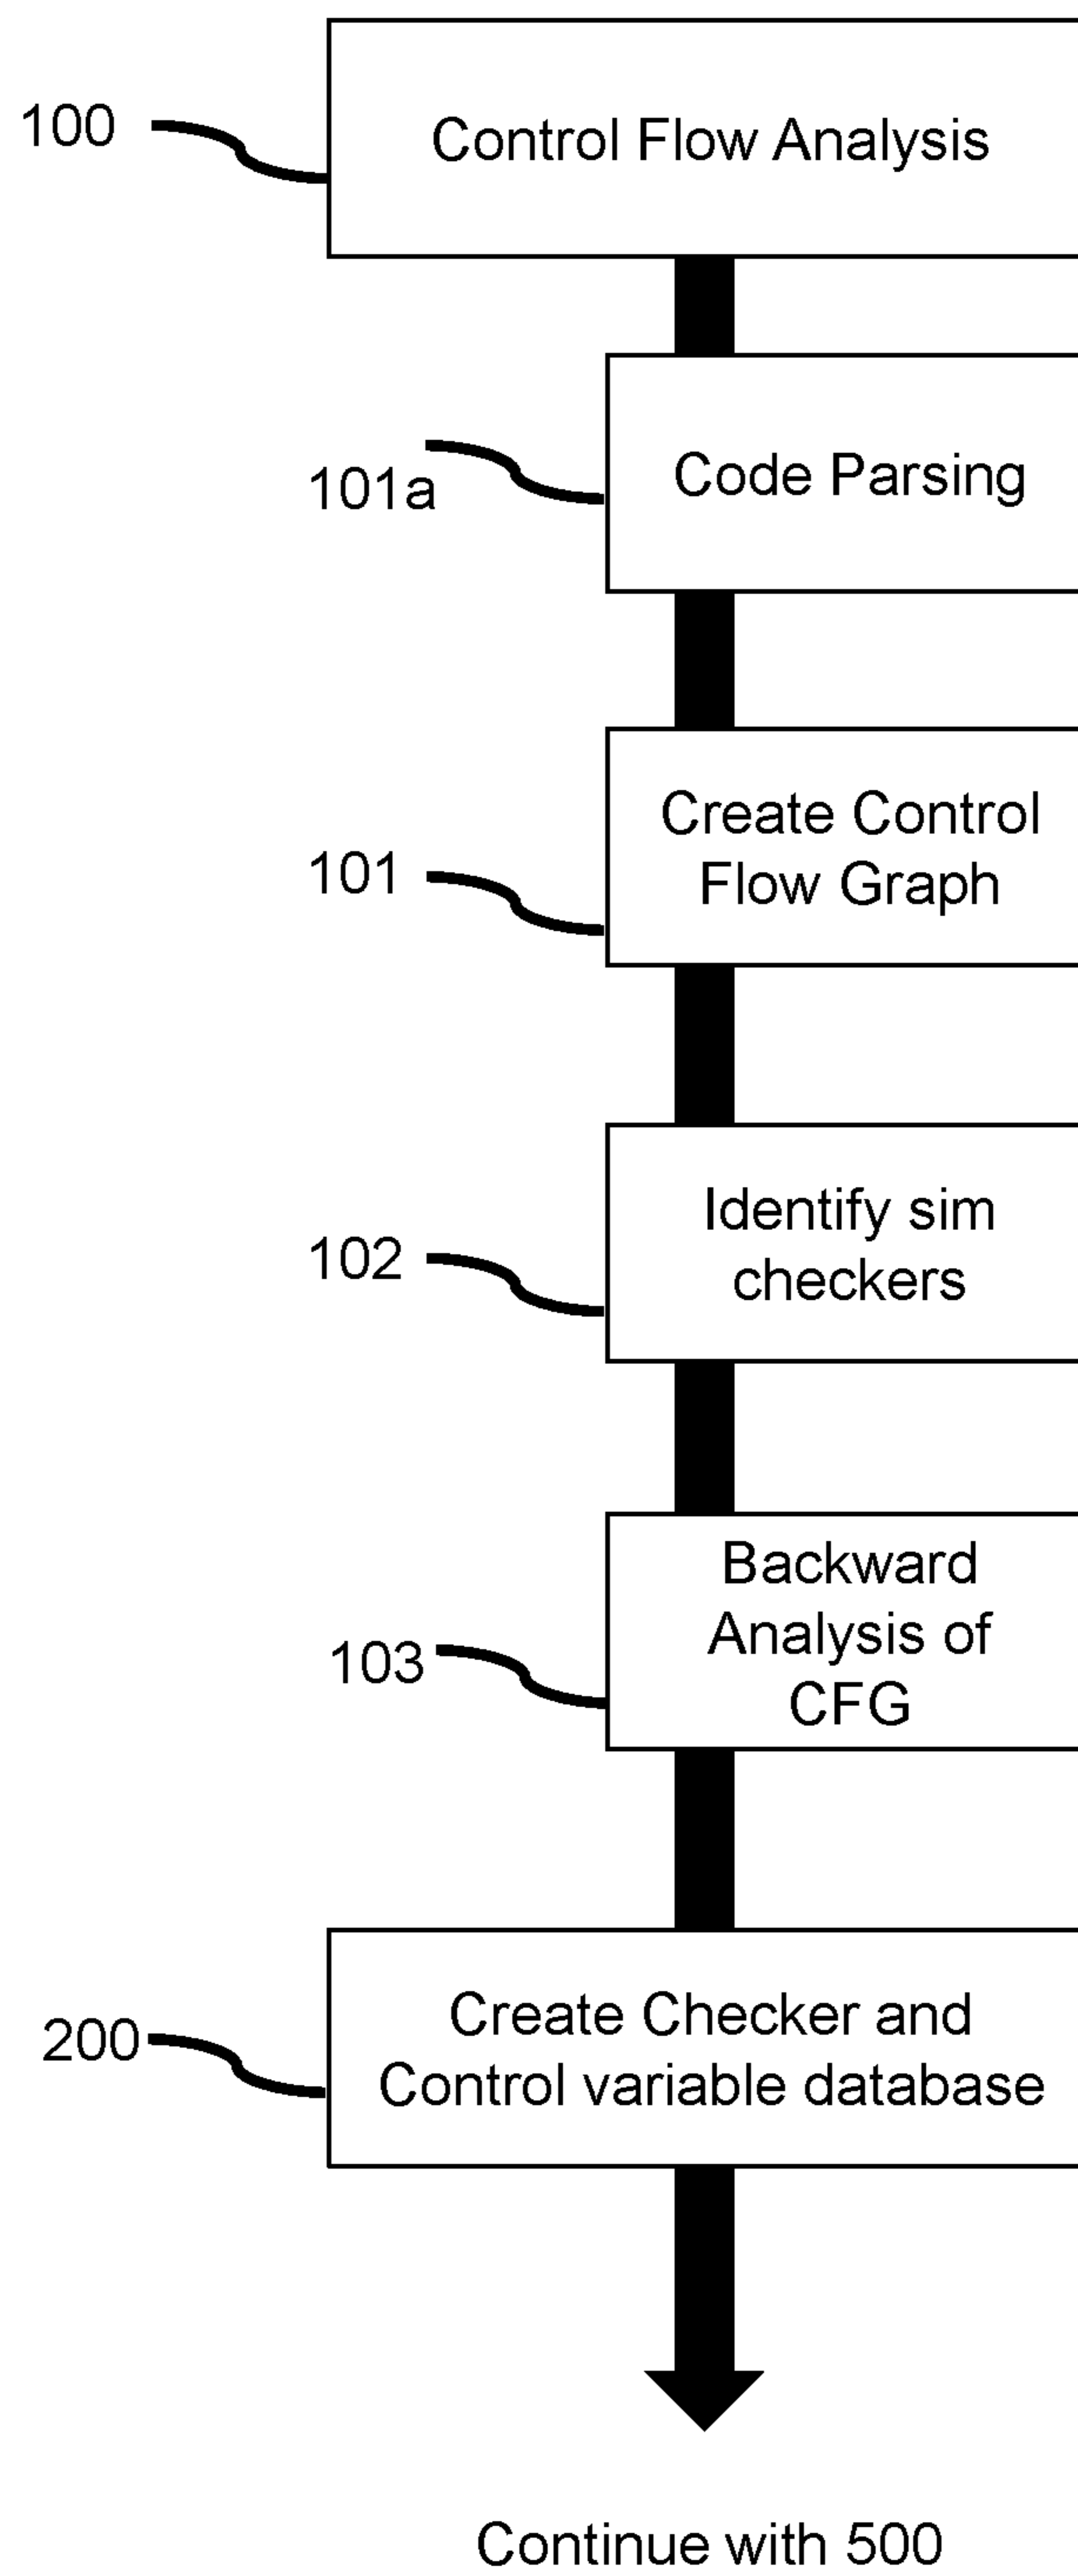 100
Control Flow Analysis
101a
Code Parsing
101
Create Control
Flow Graph
102
Identify sim
checkers
103
Backward
Analysis of
CFG
200
Create Checker and
Control variable database
Continue with 500